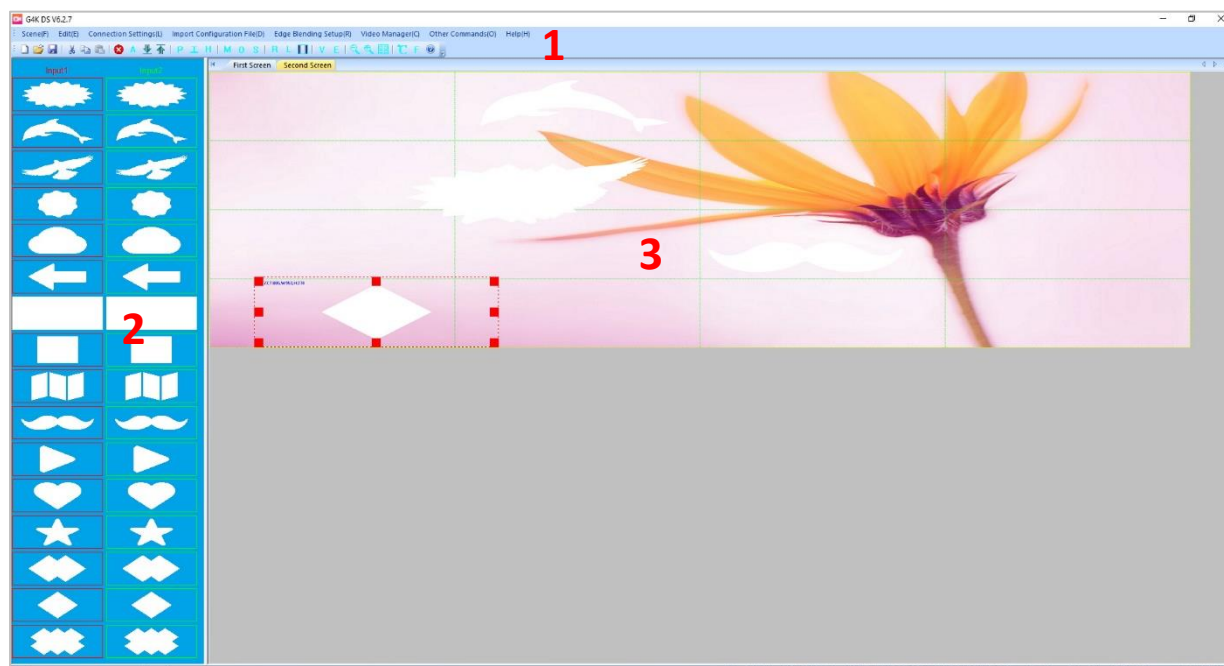 G4K DS V6.2.7
Scene(F) Edit(E) Connection Settings(L) Import Configuration File(D) Edge Blending Setup(R) Video Manager(C) Other Commands(O) Help(H)
1
A P I H M O S R L V E F
Input1 Input2
First Screen Second Screen
2
3